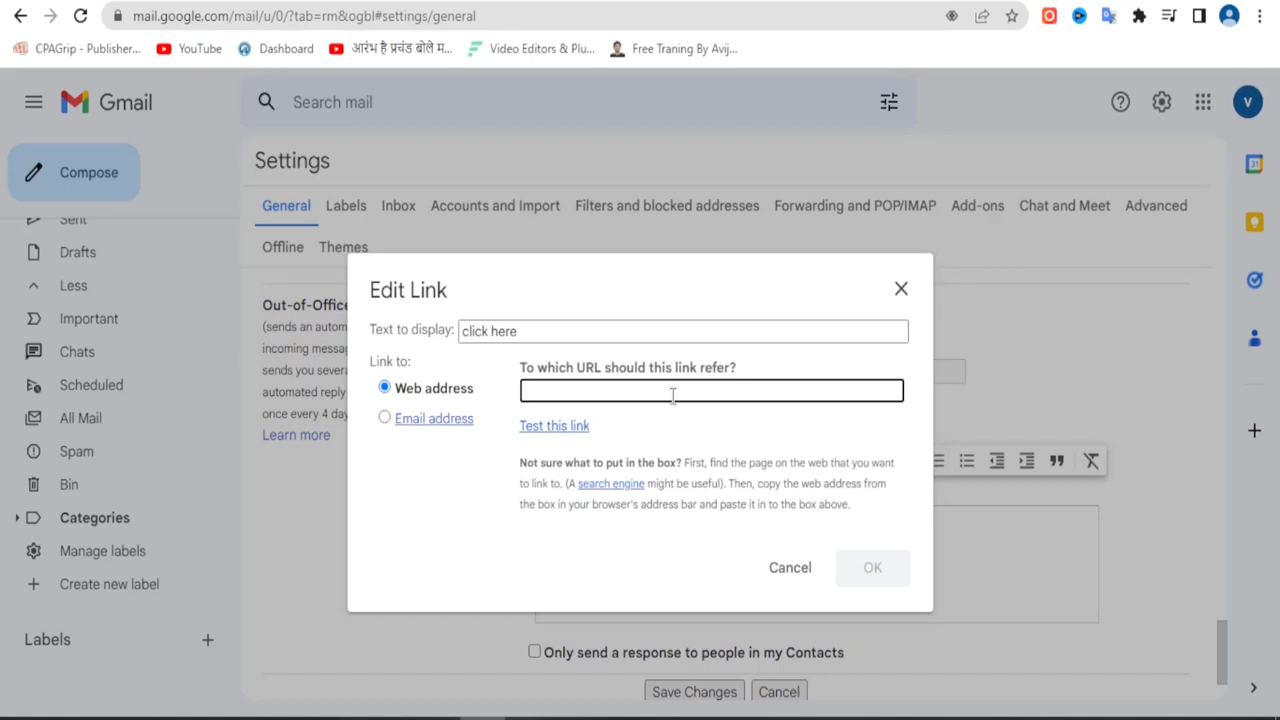 mail.google.com/mail/u/0/?tab=rm&ogbl#settings/general
CPAGrip - Publisher... YouTube Dashboard आरंभ है प्रचंड बोले म... Video Editors & Plu... Free Traning By Avij...
Gmail
Search mail
V
Compose
Settings
General Labels Inbox Accounts and Import Filters and blocked addresses Forwarding and POP/IMAP Add-ons Chat and Meet Advanced
Offline Themes
Sent
Drafts
Less
Important
Chats
Scheduled
All Mail
Spam
Bin
Categories
Manage labels
Create new label
Labels
Out-of-Office
(sends an autom
incoming messa
sends you severa
automated reply
once every 4 day
Learn more
Edit Link
Text to display: click here
Link to:
Web address
Email address
To which URL should this link refer?
Test this link
Not sure what to put in the box? First, find the page on the web that you want
to link to. (A search engine might be useful). Then, copy the web address from
the box in your browser's address bar and paste it in to the box above.
Cancel OK
Only send a response to people in my Contacts
Save Changes Cancel
31